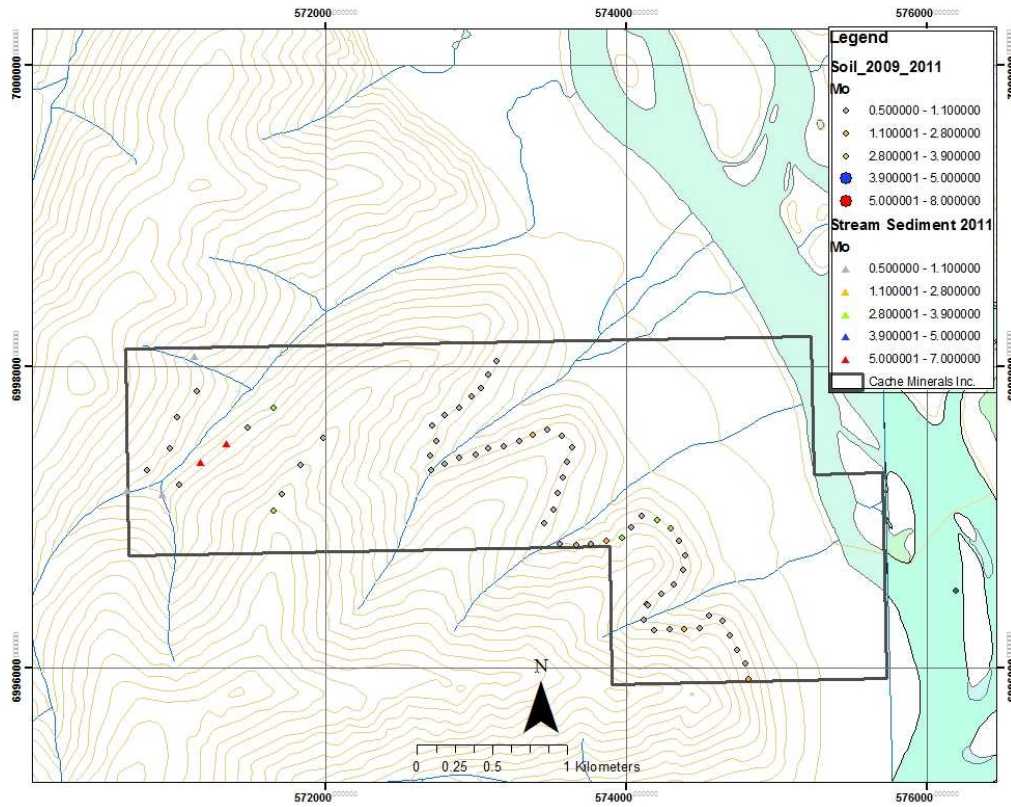 572000
574000
576000
7000000
7000000
6998000
6996000
Legend
Soil_2009_2011
Mo
0.500000 - 1.100000
1.100001 - 2.800000
2.800001 - 3.900000
3.900001 - 5.000000
5.000001 - 8.000000
Stream Sediment 2011
Mo
0.500000 - 1.100000
1.100001 - 2.800000
2.800001 - 3.900000
3.900001 - 5.000000
5.000001 - 7.000000
Cache Minerals Inc.
6998000
6996000
N
0 0.25 0.5 1 Kilometers
572000
574000
576000